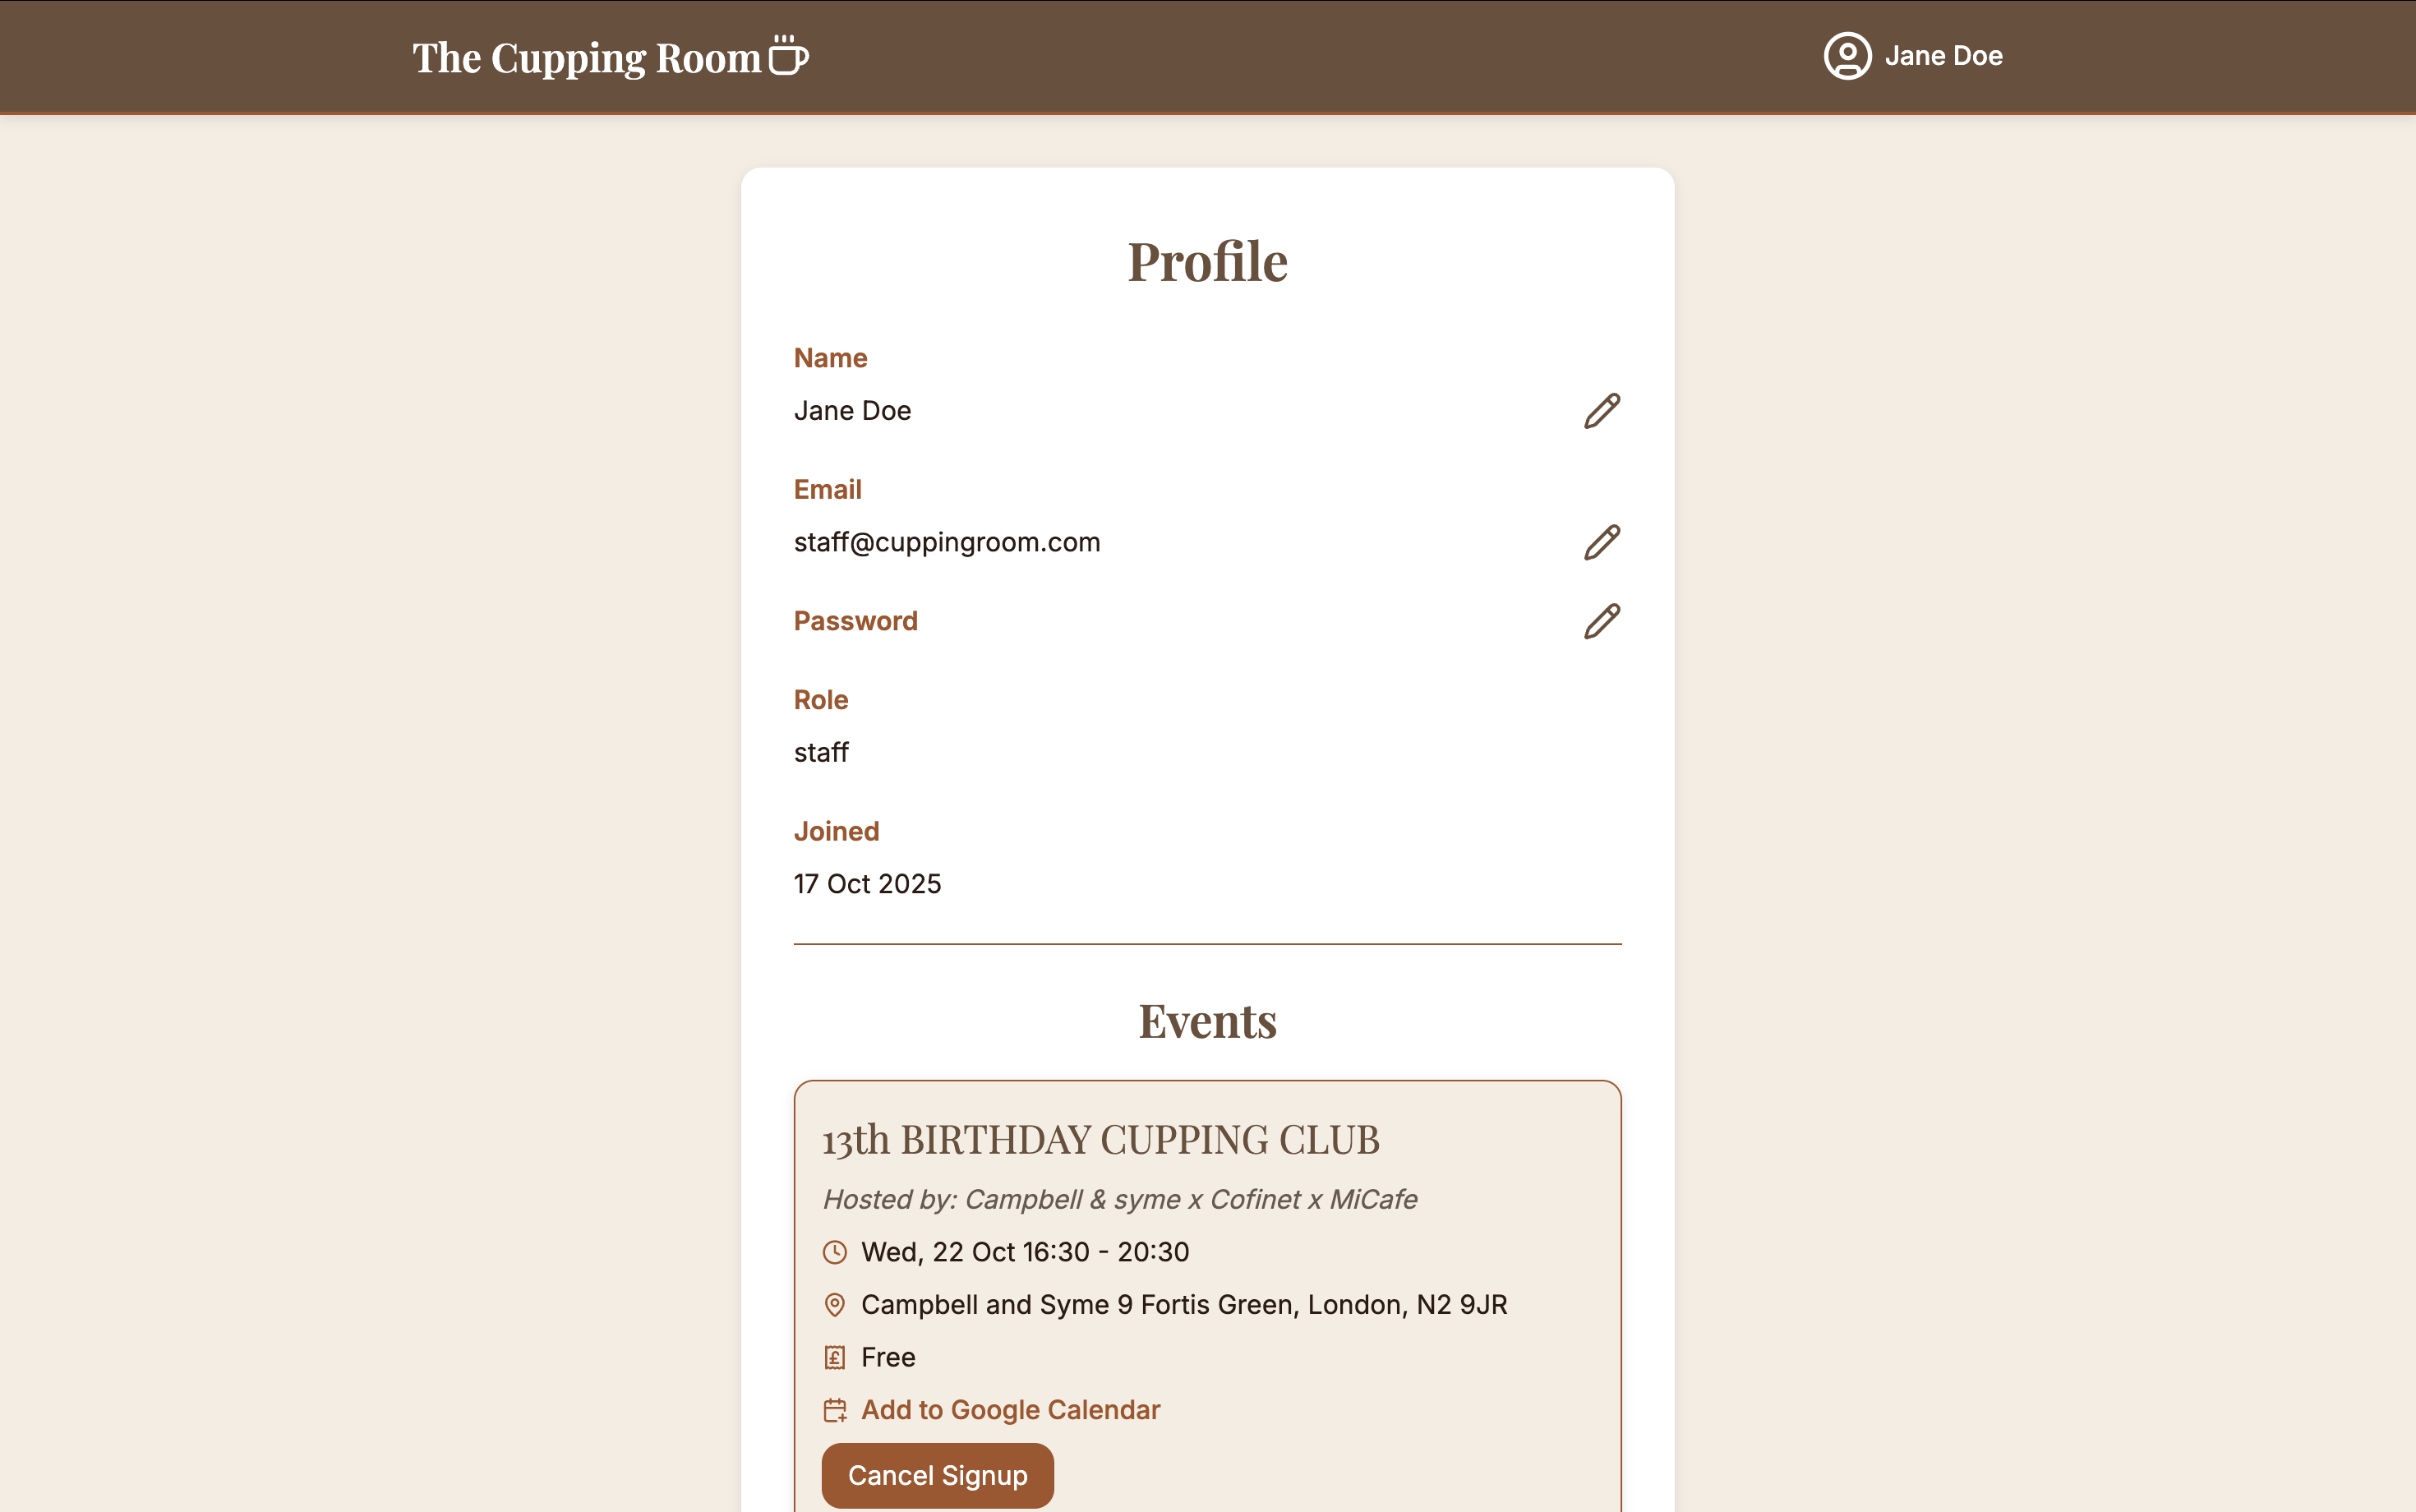 The Cupping Room
Jane Doe
Profile
Name
Jane Doe
Email
staff@cuppingroom.com
Password
Role
staff
Joined
17 Oct 2025
Events
13th BIRTHDAY CUPPING CLUB
Hosted by: Campbell & syme x Cofinet x MiCafe
Wed, 22 Oct 16:30 - 20:30
Campbell and Syme 9 Fortis Green, London, N2 9JR
Free
Add to Google Calendar
Cancel Signup